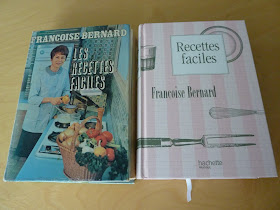 FRANÇOISE BERNARD
LES
RECETTES
FACILES
Recettes
faciles
Françoise Bernard
hachette